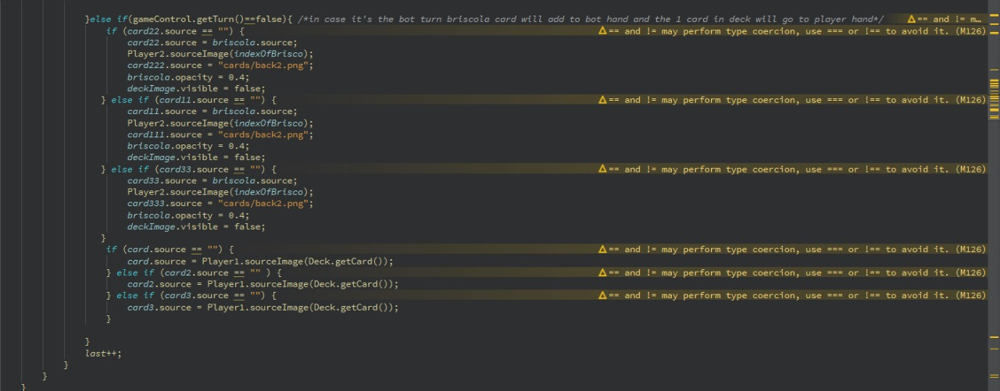 }else if(gameControl.getTurn()==false){ /*in case it's the bot turn briscola card will add to bot hand and the 1 card in deck will go to player hand*/ == and != m…
if (card22.source == "") { == and != may perform type coercion, use === or !== to avoid it. (M126)
card22.source = briscola.source;
Player2.sourceImage(indexOfBrisco);
card222.source = "cards/back2.png";
briscola.opacity = 0.4;
deckImage.visible = false;
} else if (card11.source == "") { == and != may perform type coercion, use === or !== to avoid it. (M126)
card11.source = briscola.source;
Player2.sourceImage(indexOfBrisco);
card111.source = "cards/back2.png";
briscola.opacity = 0.4;
deckImage.visible = false;
} else if (card33.source == "") { == and != may perform type coercion, use === or !== to avoid it. (M126)
card33.source = briscola.source;
Player2.sourceImage(indexOfBrisco);
card333.source = "cards/back2.png";
briscola.opacity = 0.4;
deckImage.visible = false;
}
if (card.source == "") { == and != may perform type coercion, use === or !== to avoid it. (M126)
card.source = Player1.sourceImage(Deck.getCard());
} else if (card2.source == "" ) { == and != may perform type coercion, use === or !== to avoid it. (M126)
card2.source = Player1.sourceImage(Deck.getCard());
} else if (card3.source == "") { == and != may perform type coercion, use === or !== to avoid it. (M126)
card3.source = Player1.sourceImage(Deck.getCard());
}
}
last++;
}
}
}